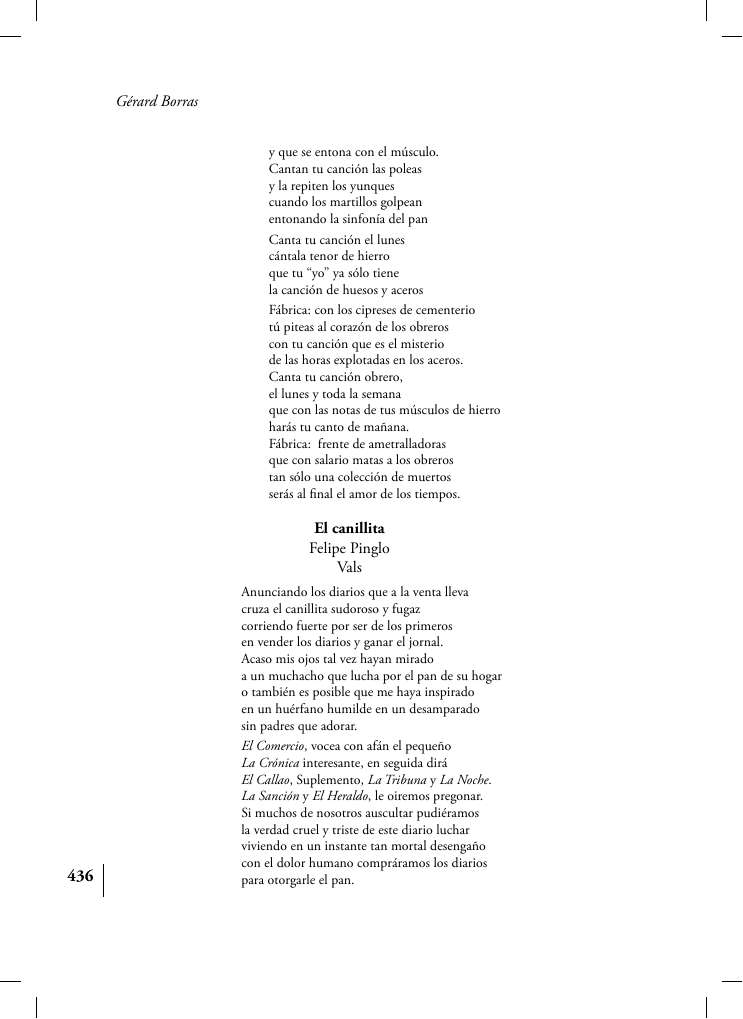 Gérard Borras
y que se entona con el músculo.
Cantan tu canción las poleas
y la repiten los yunques
cuando los martillos golpean
entonando la sinfonía del pan
Canta tu canción el lunes
cántala tenor de hierro
que tu “yo” ya sólo tiene
la canción de huesos y aceros
Fábrica: con los cipreses de cementerio
tú piteas al corazón de los obreros
con tu canción que es el misterio
de las horas explotadas en los aceros.
Canta tu canción obrero,
el lunes y toda la semana
que con las notas de tus músculos de hierro
harás tu canto de mañana.
Fábrica:  frente de ametralladoras
que con salario matas a los obreros
tan sólo una colección de muertos
serás al final el amor de los tiempos.
El canillita
Felipe Pinglo
Vals
Anunciando los diarios que a la venta lleva
cruza el canillita sudoroso y fugaz
corriendo fuerte por ser de los primeros
en vender los diarios y ganar el jornal.
Acaso mis ojos tal vez hayan mirado
a un muchacho que lucha por el pan de su hogar
o también es posible que me haya inspirado
en un huérfano humilde en un desamparado
sin padres que adorar.
El Comercio, vocea con afán el pequeño
La Crónica interesante, en seguida dirá
El Callao, Suplemento, La Tribuna y La Noche.
La Sanción y El Heraldo, le oiremos pregonar.
Si muchos de nosotros auscultar pudiéramos
la verdad cruel y triste de este diario luchar
viviendo en un instante tan mortal desengaño
con el dolor humano compráramos los diarios
para otorgarle el pan.
436